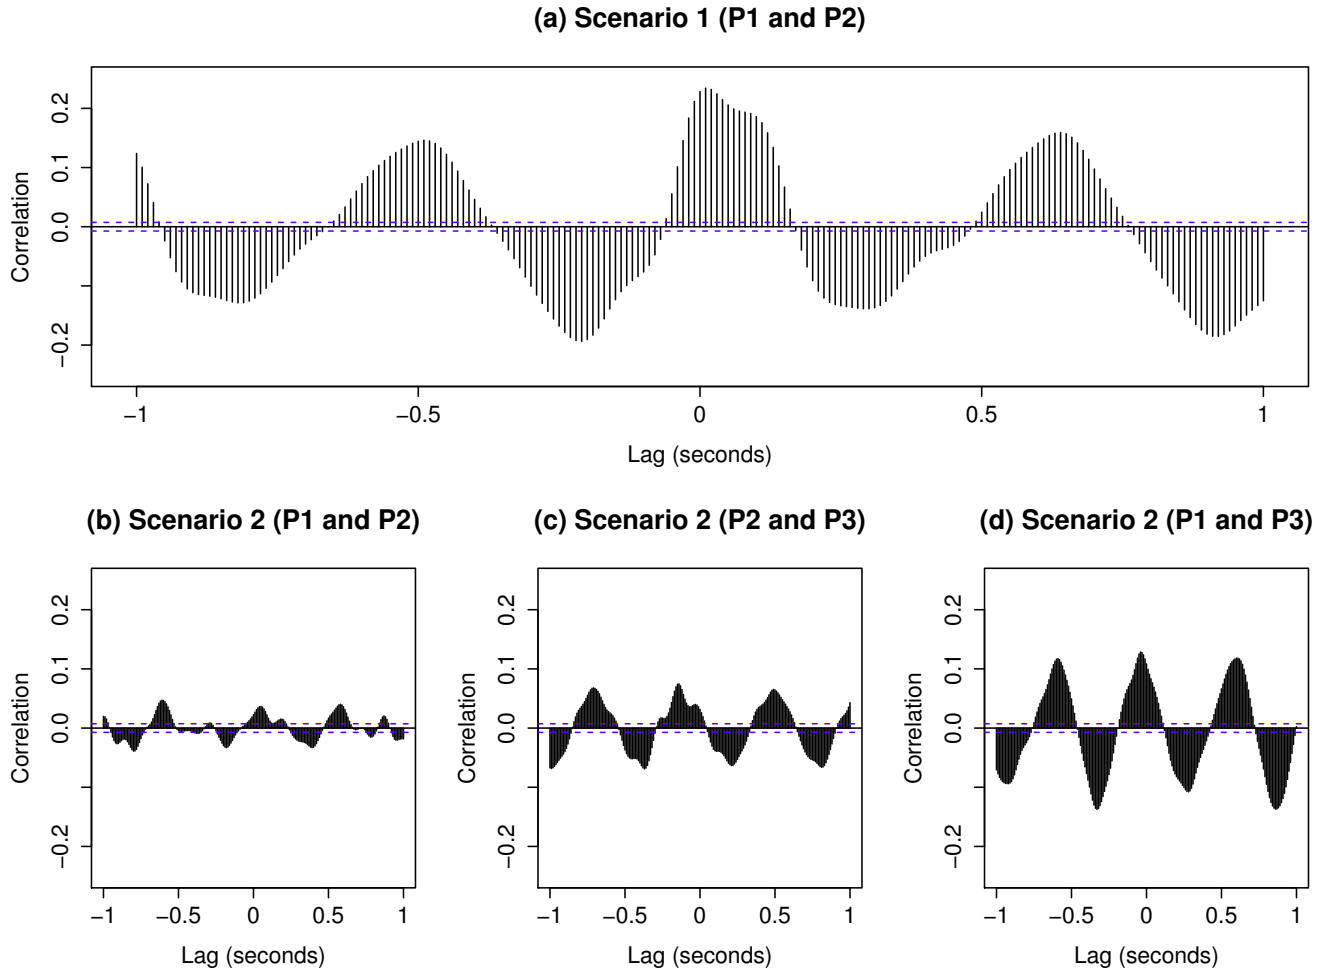 (a) Scenario 1 (P1 and P2)
Correlation
0.2
0.1
0.0
−0.2
−1 −0.5 0 0.5 1
Lag (seconds)
(b) Scenario 2 (P1 and P2)
Correlation
0.2
0.1
0.0
−0.2
−1 −0.5 0 0.5 1
Lag (seconds)
(c) Scenario 2 (P2 and P3)
Correlation
0.2
0.1
0.0
−0.2
−1 −0.5 0 0.5 1
Lag (seconds)
(d) Scenario 2 (P1 and P3)
Correlation
0.2
0.1
0.0
−0.2
−1 −0.5 0 0.5 1
Lag (seconds)